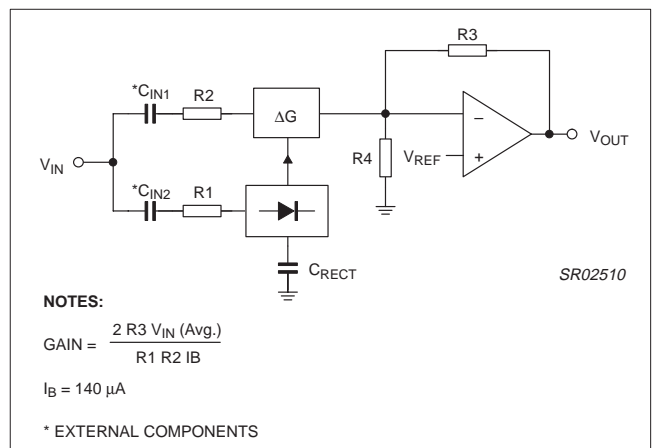 R3
*CIN1
R2
ΔG
VIN
R4
VREF
−
+
VOUT
*CIN2
R1
CRECT
SR02510
NOTES:
GAIN = 2 R3 VIN (Avg.)
R1 R2 IB
IB = 140 μA
* EXTERNAL COMPONENTS